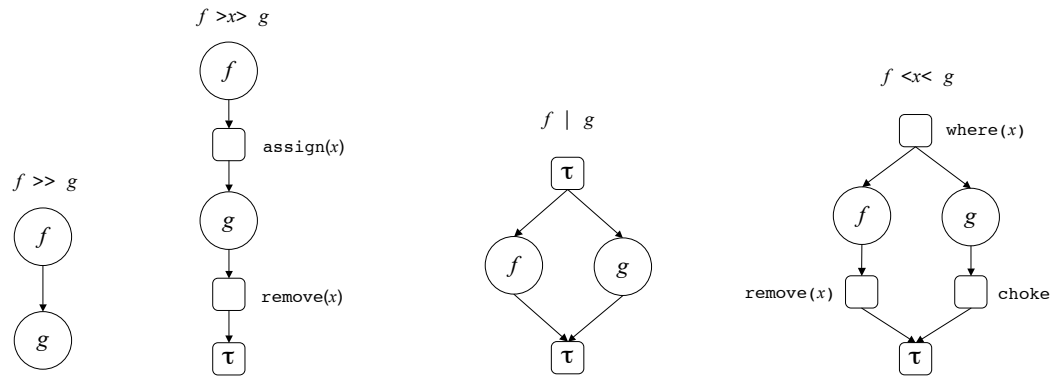 f >> g
f
g
f >x> g
f
assign(x)
g
remove(x)
τ
f | g
τ
f
g
τ
f <x< g
where(x)
f
g
remove(x)
choke
τ